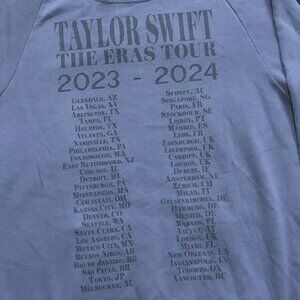 TAYLOR SWIFT
THE ERAS TOUR
2023 - 2024
GLENDALE, AZ
LAS VEGAS, NV
ARLINGTON, TX
TAMPA, FL
HOUSTON, TX
ATLANTA, GA
NASHVILLE, TN
PHILADELPHIA, PA
FOXBOROUGH, MA
EAST RUTHERFORD, NJ
CHICAGO, IL
DETROIT, MI
PITTSBURGH, PA
MINNEAPOLIS, MN
CINCINNATI, OH
KANSAS CITY, MO
DENVER, CO
SEATTLE, WA
SANTA CLARA, CA
LOS ANGELES, CA
MEXICO CITY, MX
BUENOS AIRES, AR
RIO DE JANEIRO, BR
SÃO PAULO, BR
TOKYO, JP
MELBOURNE, AU
SYDNEY, AU
SINGAPORE, SG
PARIS, FR
STOCKHOLM, SE
LISBON, PT
MADRID, ES
LYON, FR
EDINBURGH, UK
LIVERPOOL, UK
CARDIFF, UK
LONDON, UK
DUBLIN, IE
AMSTERDAM, NL
ZÜRICH, CH
MILAN, IT
GELSENKIRCHEN, DE
HAMBURG, DE
MUNICH, DE
WARSAW, PL
VIENNA, AT
LONDON, UK
MIAMI, FL
NEW ORLEANS, LA
INDIANAPOLIS, IN
TORONTO, ON
VANCOUVER, BC